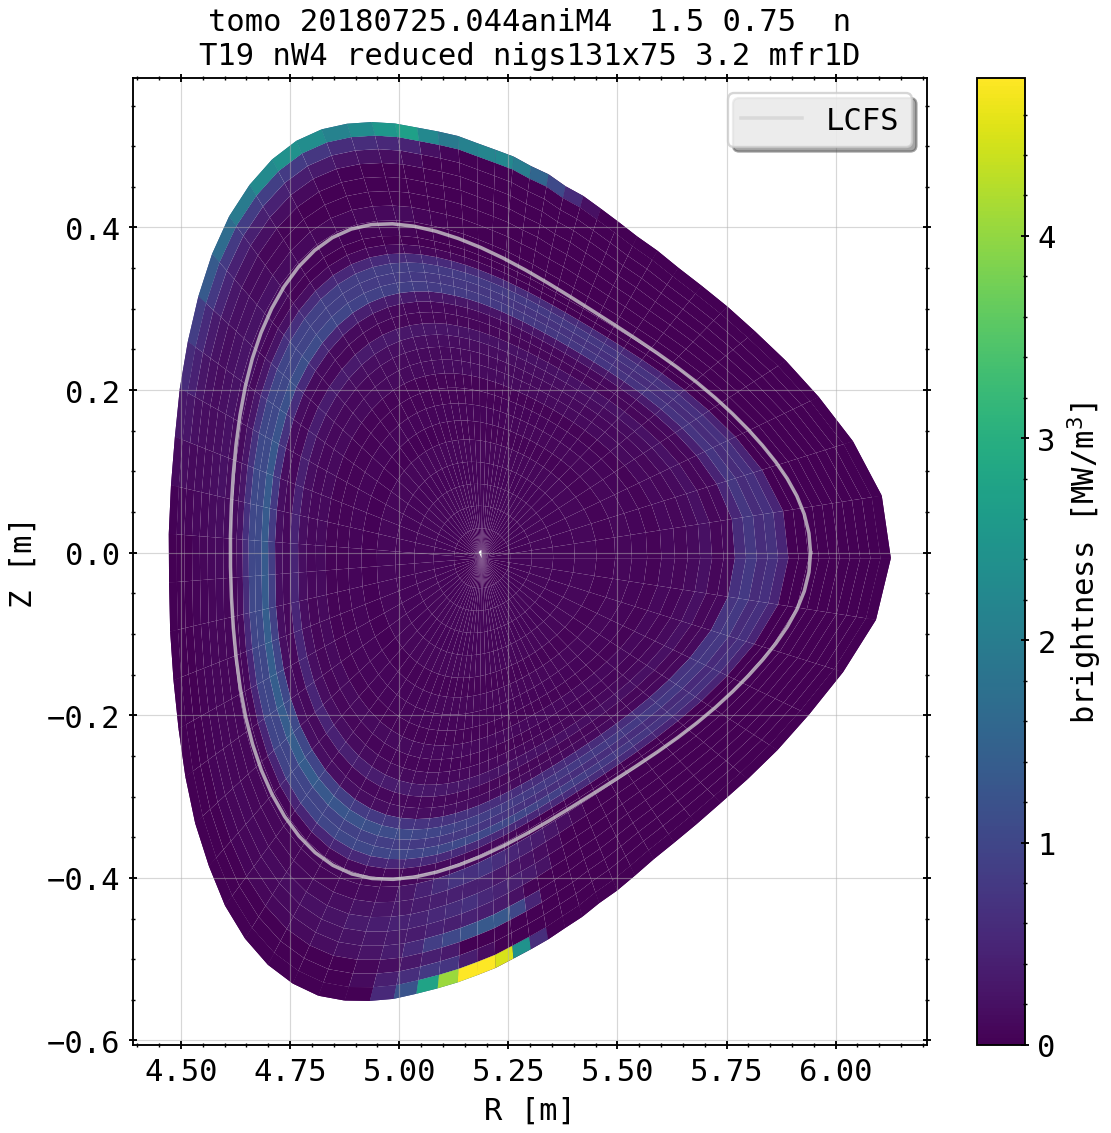 tomo 20180725.044aniM4  1.5 0.75  n
T19 nW4 reduced nigs131x75 3.2 mfr1D
LCFS
0.4
0.2
0.0
−0.2
−0.4
−0.6
Z [m]
4.50 4.75 5.00 5.25 5.50 5.75 6.00
R [m]
4
3
2
1
0
brightness [MW/m³]